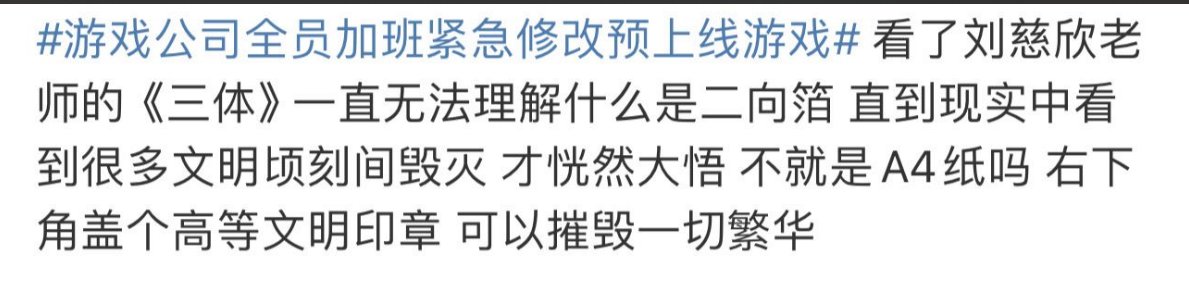 #游戏公司全员加班紧急修改预上线游戏# 看了刘慈欣老
师的《三体》一直无法理解什么是二向箔 直到现实中看
到很多文明顷刻间毁灭 才恍然大悟 不就是A4纸吗 右下
角盖个高等文明印章 可以摧毁一切繁华